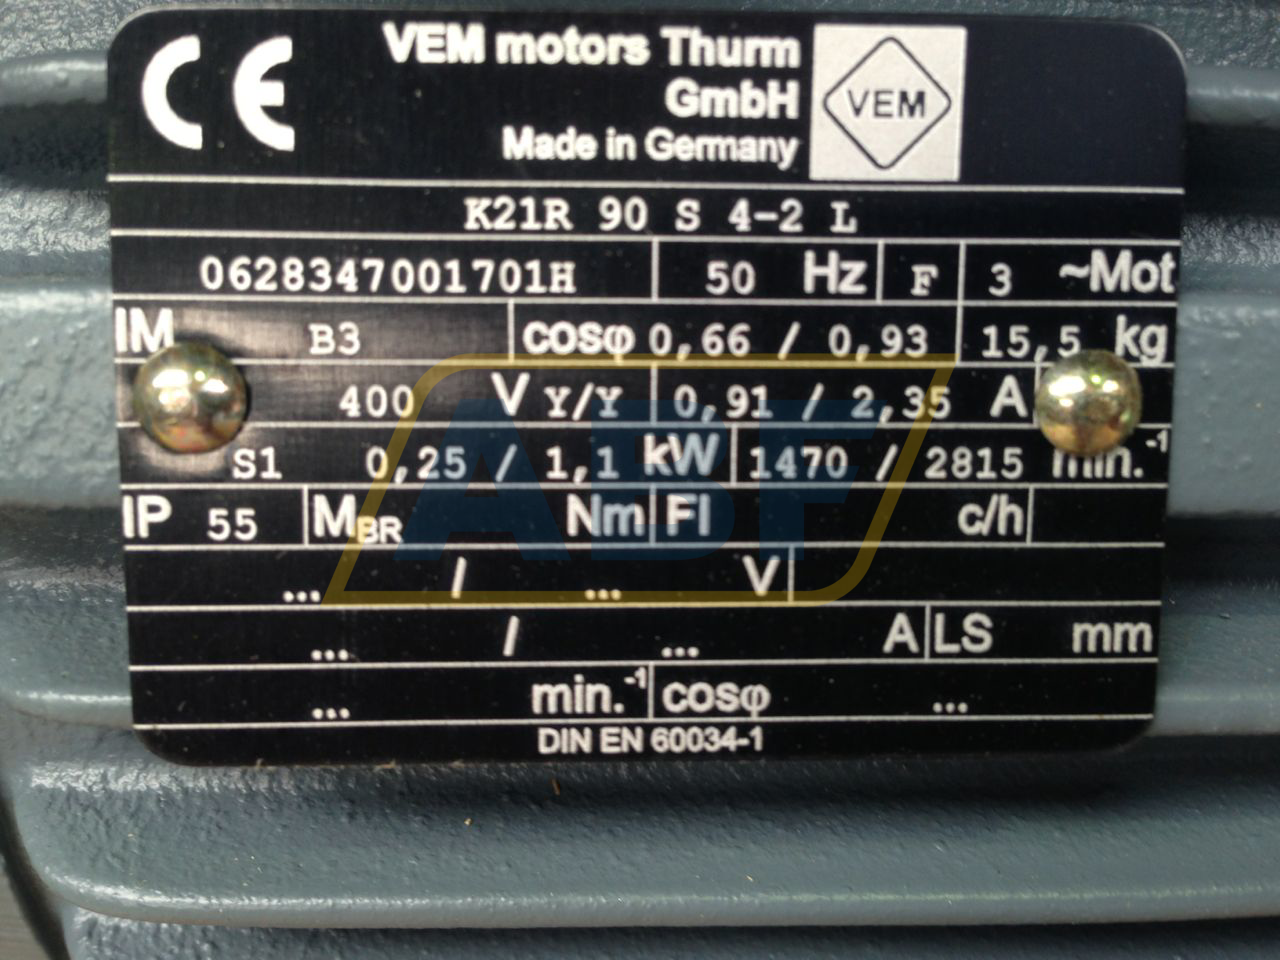 CE VEM motors Thurm
GmbH VEM
Made in Germany
K21R 90 S 4-2 L
0628347001701H 50 Hz F 3 ~Mot
IM B3 cosφ 0,66 / 0,93 15,5 kg
400 V Y/Y 0,91 / 2,35 A
S1 0,25 / 1,1 kW 1470 / 2815 min.-1
IP 55 MBR Nm FI c/h
... / ... V
... / ... A LS mm
... min.-1 cosφ ...
DIN EN 60034-1
ABF